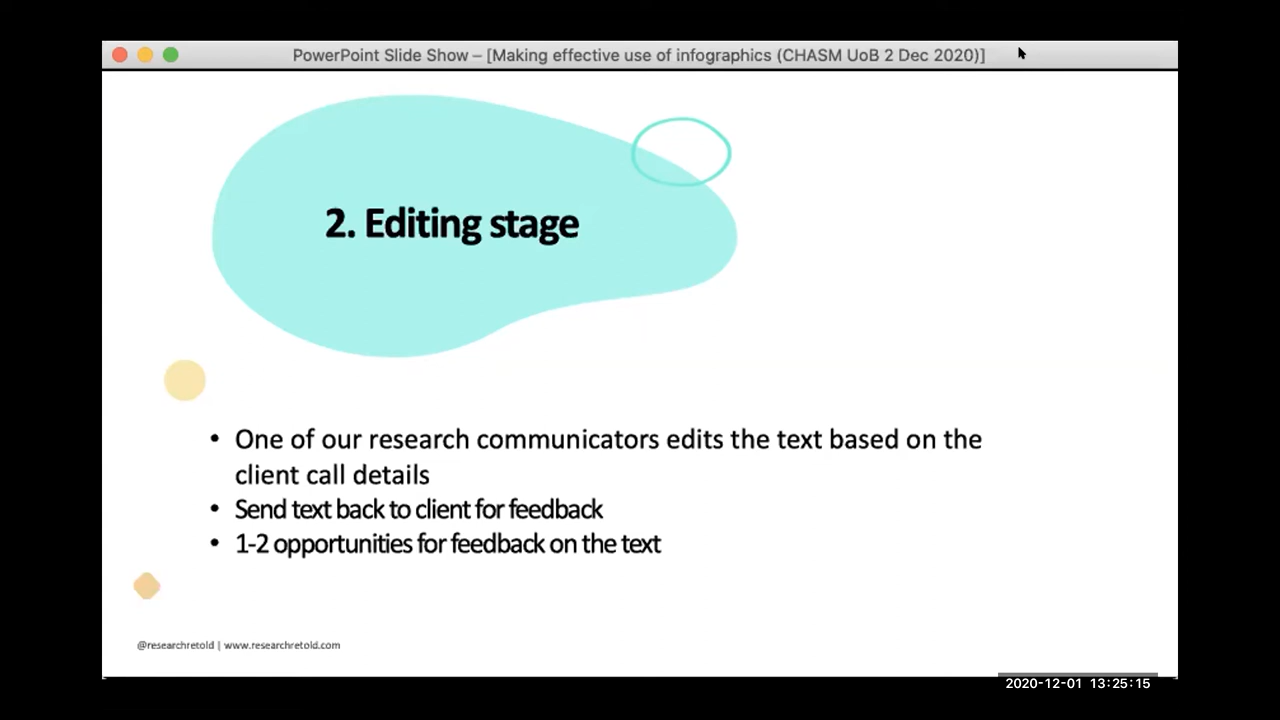 PowerPoint Slide Show – [Making effective use of infographics (CHASM UoB 2 Dec 2020)]
2. Editing stage
• One of our research communicators edits the text based on the
client call details
• Send text back to client for feedback
• 1-2 opportunities for feedback on the text
@researchretold | www.researchretold.com
2020-12-01 13:25:15